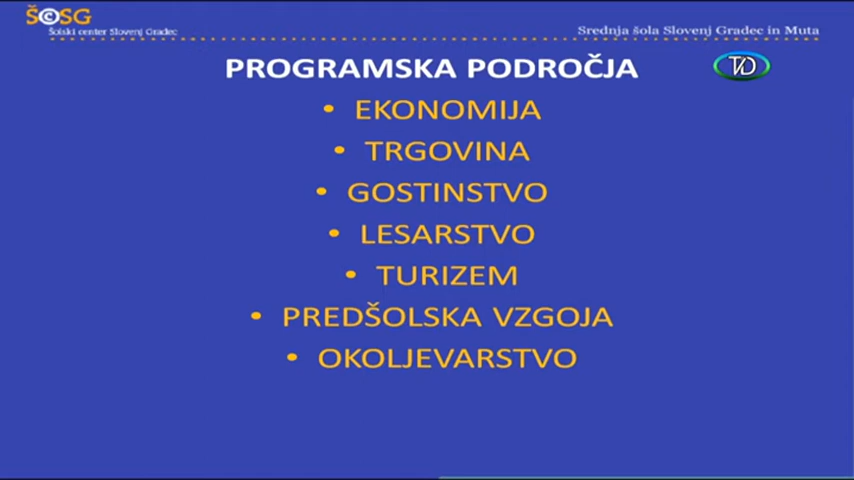 ŠCSG
Šolski center Slovenj Gradec
Srednja šola Slovenj Gradec in Muta
PROGRAMSKA PODROČJA
TVD
• EKONOMIJA
• TRGOVINA
• GOSTINSTVO
• LESARSTVO
• TURIZEM
• PREDŠOLSKA VZGOJA
• OKOLJEVARSTVO